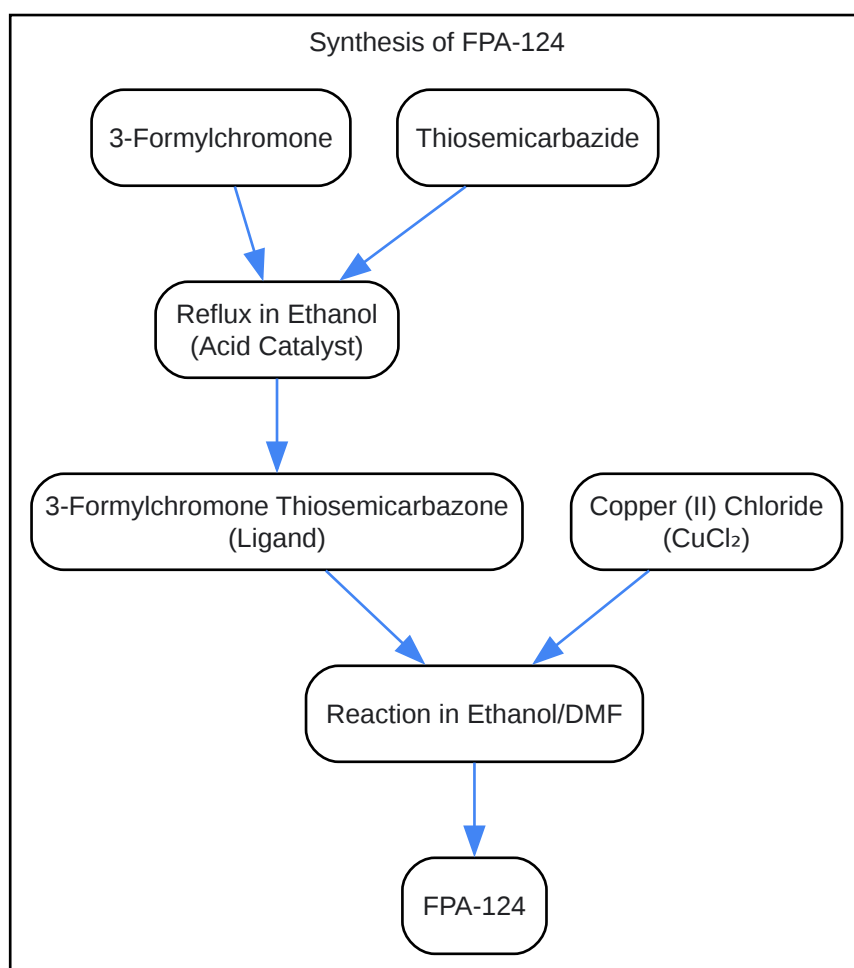 Synthesis of FPA-124
3-Formylchromone
Thiosemicarbazide
Reflux in Ethanol
(Acid Catalyst)
3-Formylchromone Thiosemicarbazone
(Ligand)
Copper (II) Chloride
(CuCl₂)
Reaction in Ethanol/DMF
FPA-124